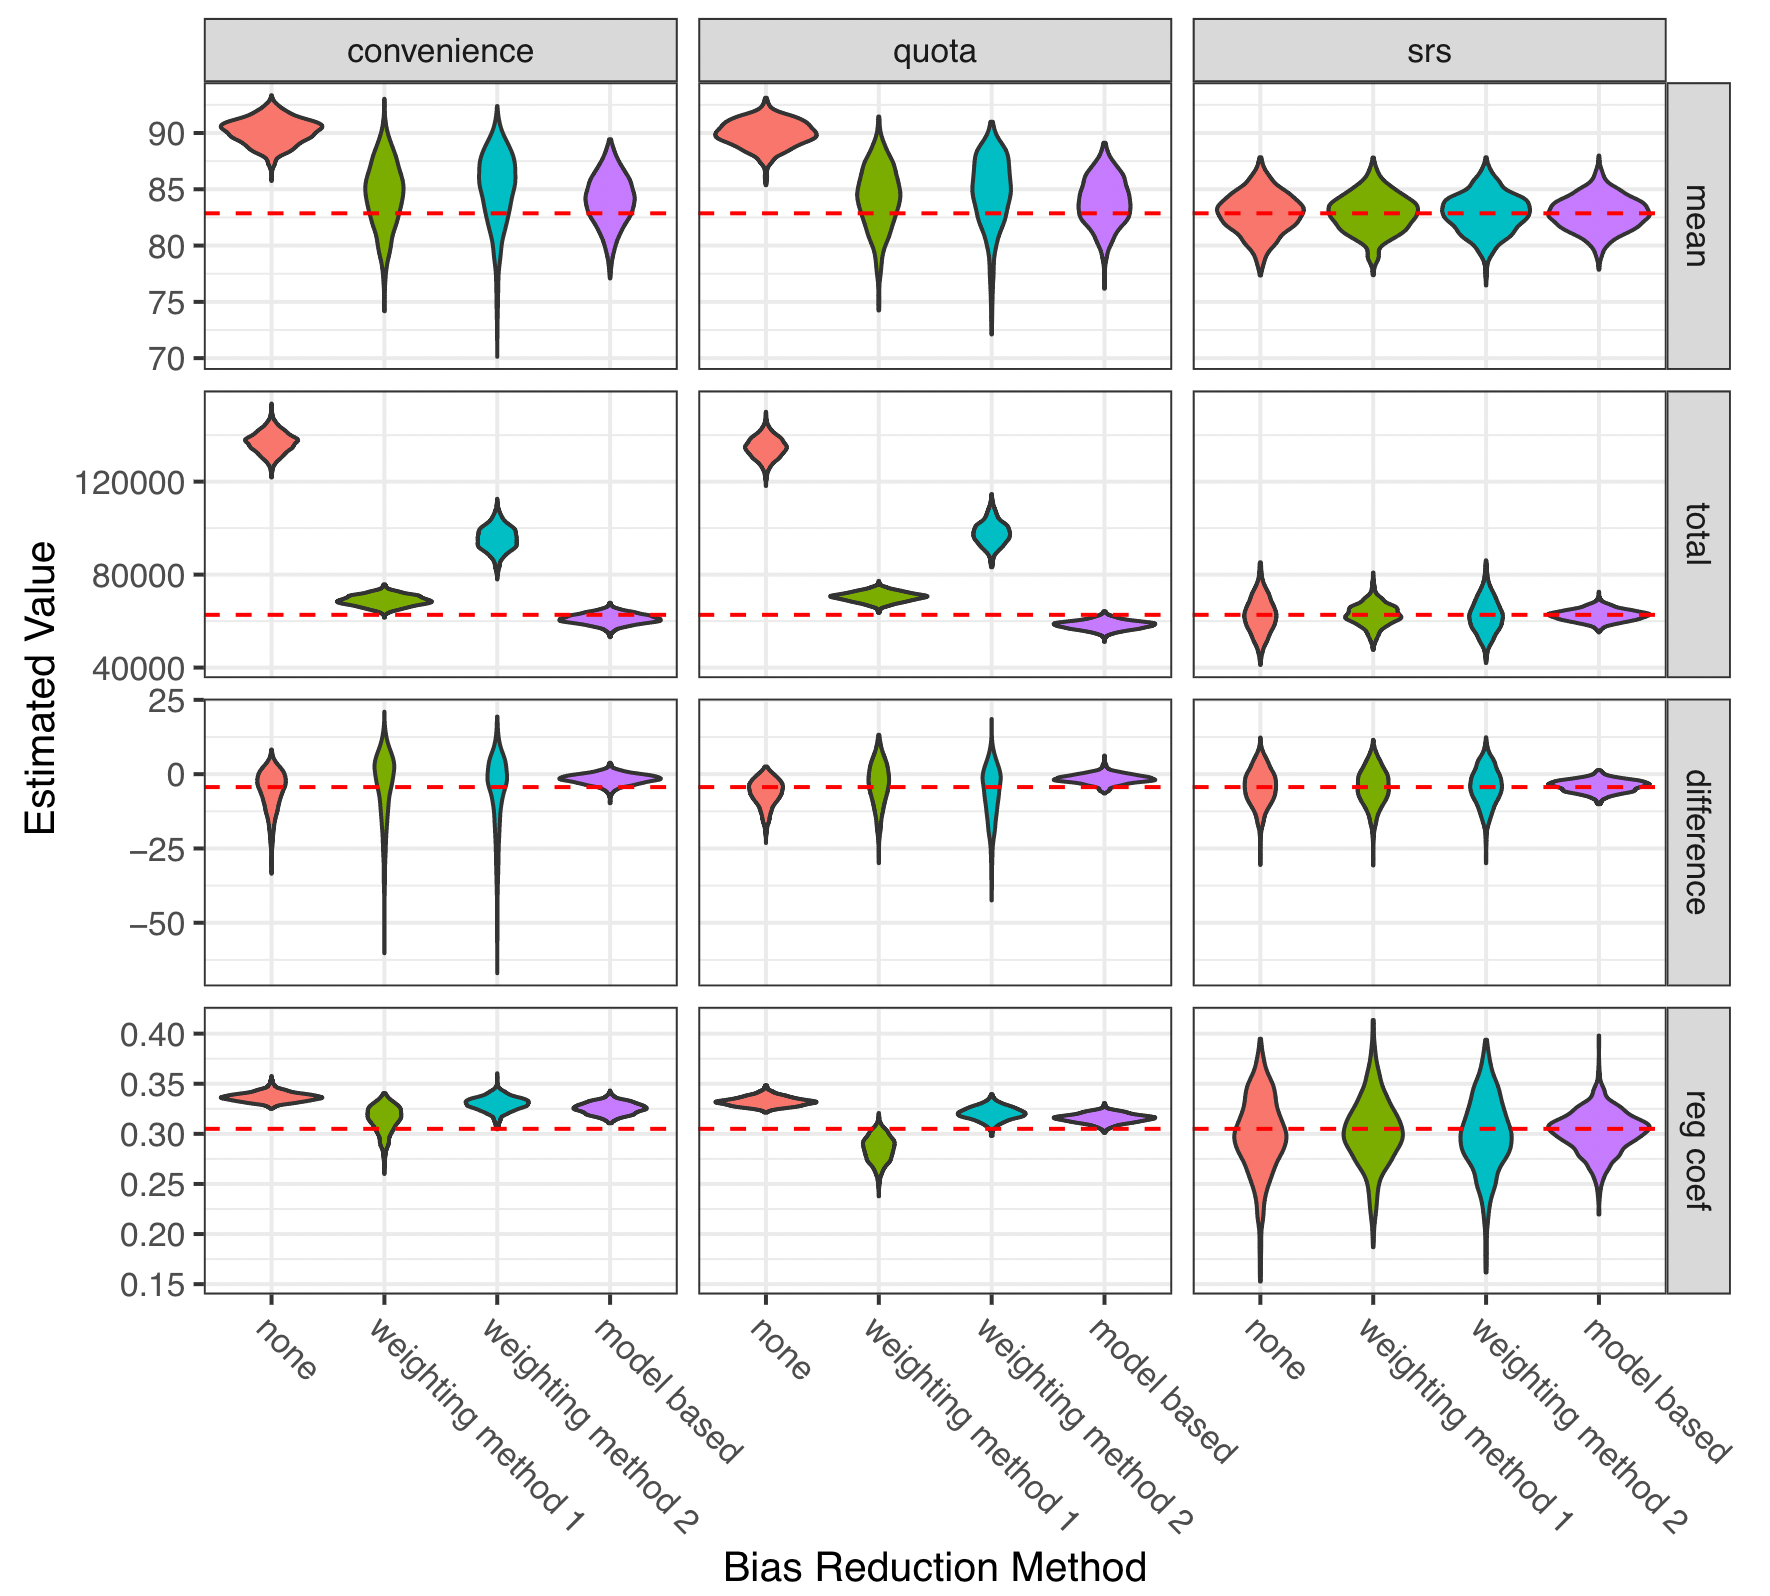 convenience
quota
srs
90
85
80
75
70
mean
120000
80000
40000
total
25
0
−25
−50
difference
0.40
0.35
0.30
0.25
0.20
0.15
reg coef
Estimated Value
none
weighting method 1
weighting method 2
model based
none
weighting method 1
weighting method 2
model based
none
weighting method 1
weighting method 2
model based
Bias Reduction Method